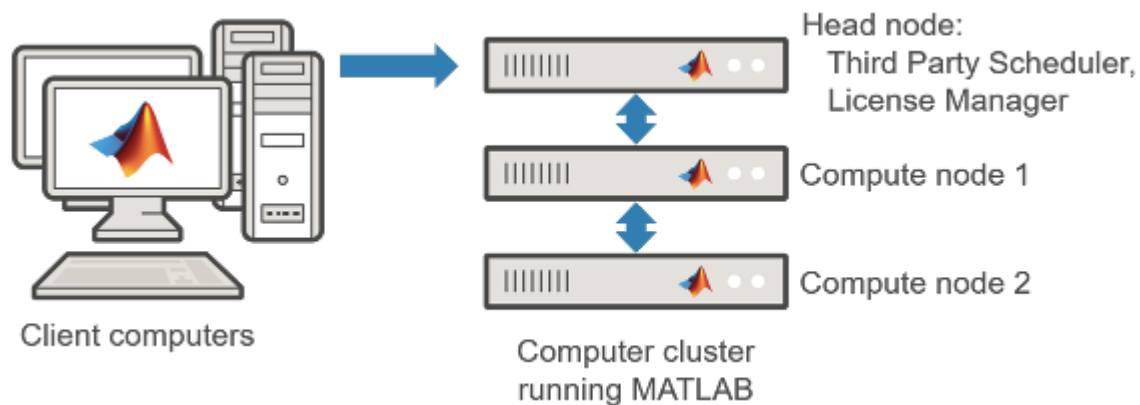 Head node:
Third Party Scheduler,
License Manager
Compute node 1
Compute node 2
Client computers
Computer cluster
running MATLAB